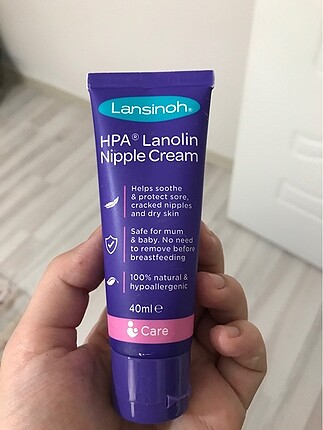 Lansinoh®
HPA® Lanolin
Nipple Cream
Helps soothe
& protect sore,
cracked nipples
and dry skin
Safe for mum
& baby. No need
to remove before
breastfeeding
100% natural &
hypoallergenic
40ml e
Care